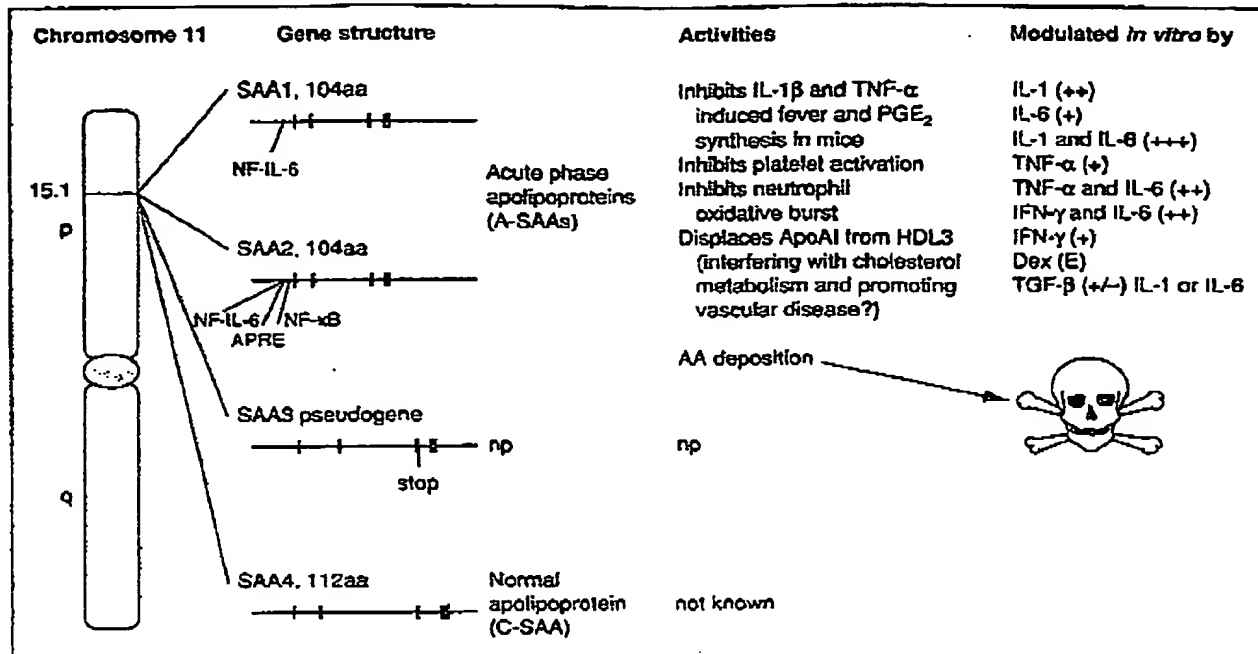 Chromosome 11
Gene structure
Activities
Modulated in vitro by
SAA1, 104aa
NF-IL-6
15.1
p
SAA2, 104aa
NF-IL-6
NF-κB
APRE
Acute phase
apolipoproteins
(A-SAAs)
Inhibits IL-1β and TNF-α
induced fever and PGE₂
synthesis in mice
Inhibits platelet activation
Inhibits neutrophil
oxidative burst
Displaces ApoAI from HDL3
(interfering with cholesterol
metabolism and promoting
vascular disease?)
IL-1 (++)
IL-6 (+)
IL-1 and IL-6 (+++)
TNF-α (+)
TNF-α and IL-6 (++)
IFN-γ and IL-6 (++)
IFN-γ (+)
Dex (E)
TGF-β (+/–) IL-1 or IL-6
AA deposition
SAA3 pseudogene
stop
np
np
q
SAA4, 112aa
Normal
apolipoprotein
(C-SAA)
not known